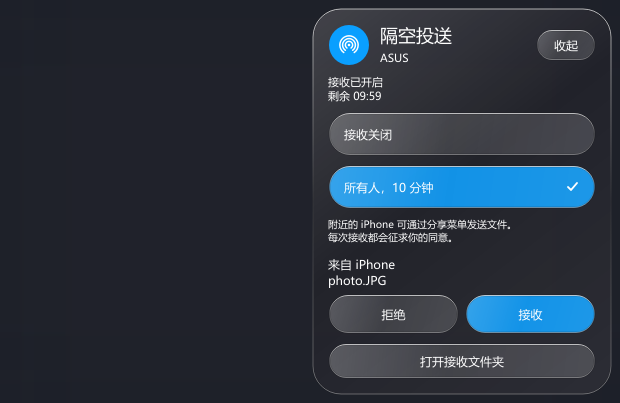 隔空投送
ASUS
收起
接收已开启
剩余 09:59
接收关闭
所有人，10 分钟
附近的 iPhone 可通过分享菜单发送文件。
每次接收都会征求你的同意。
来自 iPhone
photo.JPG
拒绝
接收
打开接收文件夹